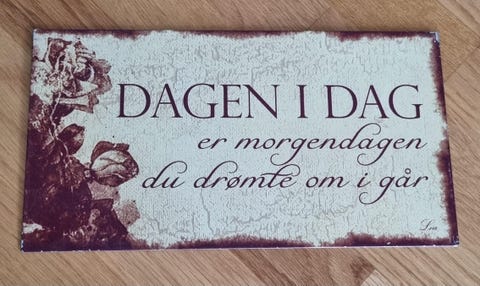 DAGEN I DAG
er morgendagen
du drømte om i går